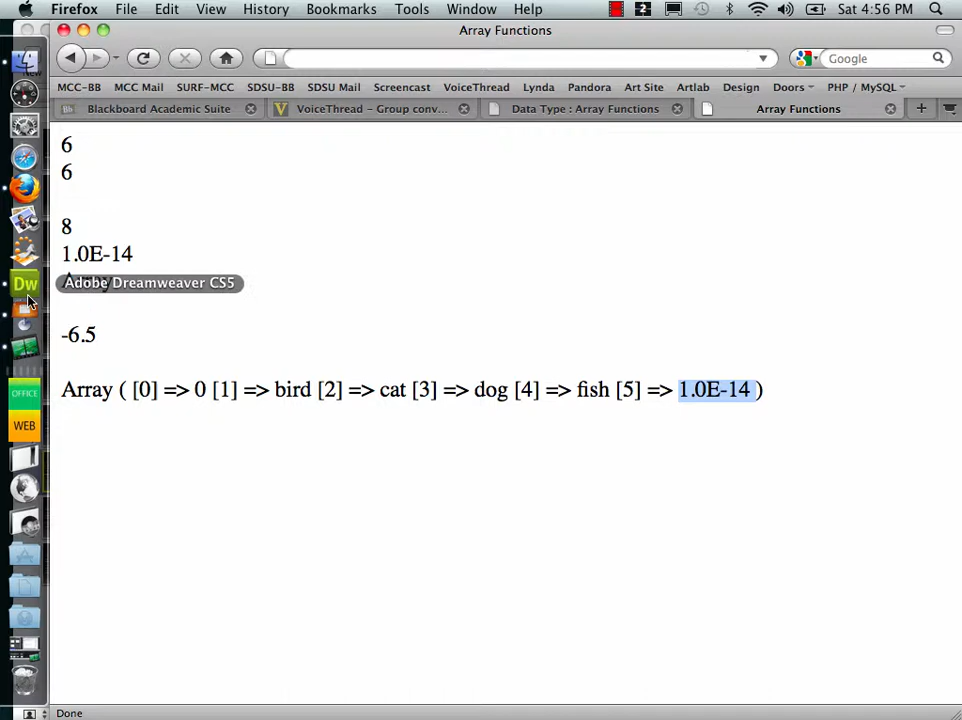 Firefox File Edit View History Bookmarks Tools Window Help 2 Sat 4:56 PM
Array Functions
Google
MCC-BB MCC Mail SURF-MCC SDSU-BB SDSU Mail Screencast VoiceThread Lynda Pandora Art Site Artlab Design Doors PHP / MySQL
Blackboard Academic Suite VoiceThread – Group conv... Data Type : Array Functions Array Functions
6
6
8
1.0E-14
Adobe Dreamweaver CS5
Dw
-6.5
Array ( [0] => 0 [1] => bird [2] => cat [3] => dog [4] => fish [5] => 1.0E-14 )
OFFICE
WEB
Done